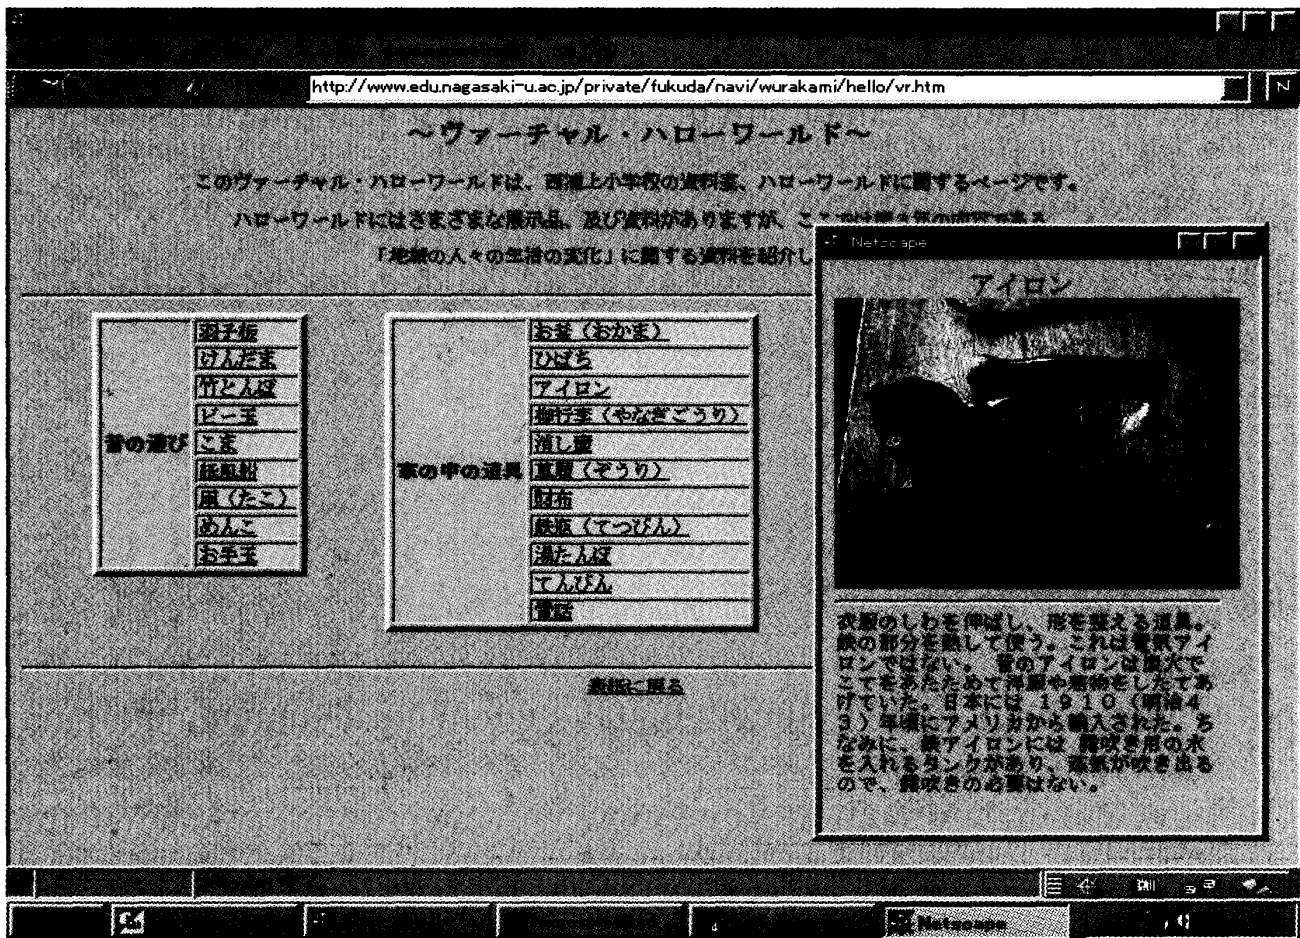 http://www.edu.nagasaki-u.ac.jp/private/fukuda/navi/wurakami/hello/vr.htm
～ヴァーチャル・ハローワールド～
このヴァーチャル・ハローワールドは、西浦上小学校の資料室、ハローワールドに関するページです。
ハローワールドにはさまざまな展示品、及び資料がありますが、
「地域の人々の生活の変化」に関する資料を紹介し
昔の遊び
羽子板
けんだま
竹とんぼ
ビー玉
こま
紙風船
凧（たこ）
めんこ
お手玉
家の中の道具
お釜（おかま）
ひばち
アイロン
柳行李（やなぎごうり）
消し壷
草履（ぞうり）
財布
鉄瓶（てつびん）
湯たんぽ
てんびん
電話
表紙に戻る
Netscape
アイロン
衣服のしわを伸ばし、形を整える道具。
鉄の部分を熱して使う。これは電気アイ
ロンではない。 昔のアイロンは炭火で
こてをあたためて洋服や着物をしたてあ
げていた。日本には １９１０（明治４
３）年頃にアメリカから輸入された。ち
なみに、鉄アイロンには 霧吹き用の水
を入れるタンクがあり、蒸気が吹き出る
ので、霧吹きの必要はない。
Netscape